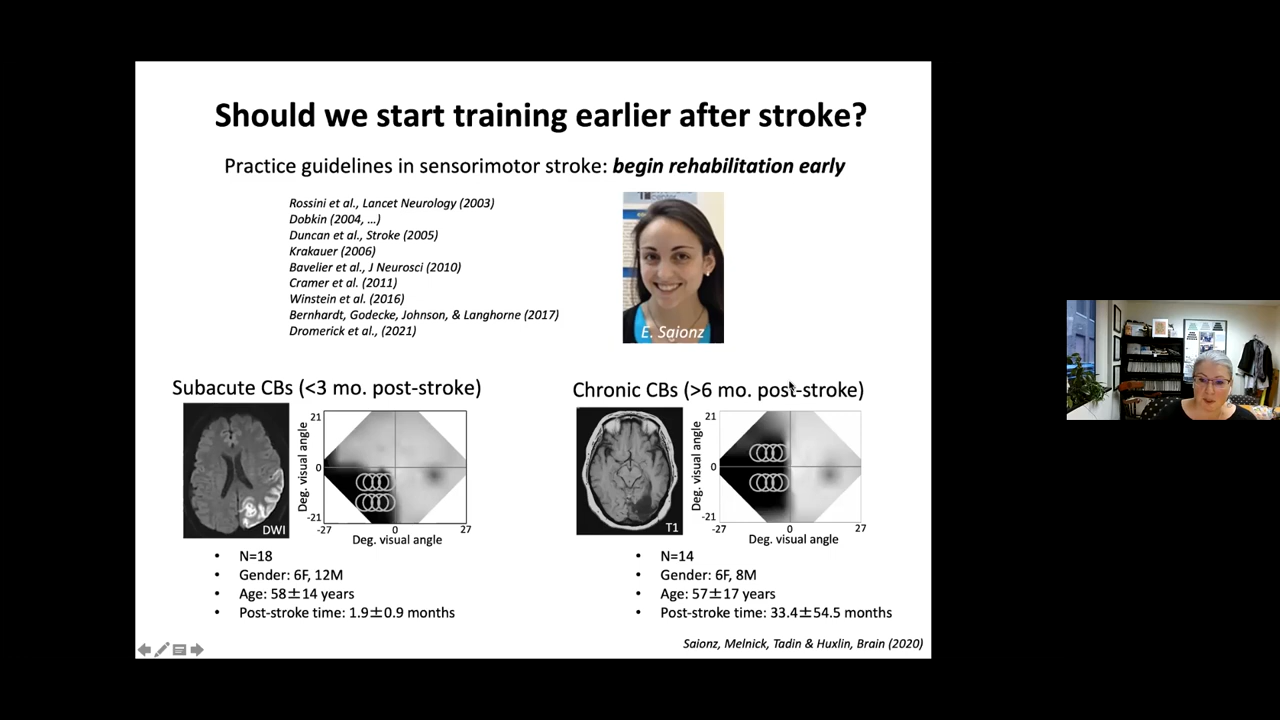 Should we start training earlier after stroke?
Practice guidelines in sensorimotor stroke: begin rehabilitation early
Rossini et al., Lancet Neurology (2003)
Dobkin (2004, ...)
Duncan et al., Stroke (2005)
Krakauer (2006)
Bavelier et al., J Neurosci (2010)
Cramer et al. (2011)
Winstein et al. (2016)
Bernhardt, Godecke, Johnson, & Langhorne (2017)
Dromerick et al., (2021)
E. Saionz
Subacute CBs (<3 mo. post-stroke)
DWI
Deg. visual angle
21
0
-21
-27 0 27
Deg. visual angle
• N=18
• Gender: 6F, 12M
• Age: 58±14 years
• Post-stroke time: 1.9±0.9 months
Chronic CBs (>6 mo. post-stroke)
T1
Deg. visual angle
21
0
-21
-27 0 27
Deg. visual angle
• N=14
• Gender: 6F, 8M
• Age: 57±17 years
• Post-stroke time: 33.4±54.5 months
Saionz, Melnick, Tadin & Huxlin, Brain (2020)